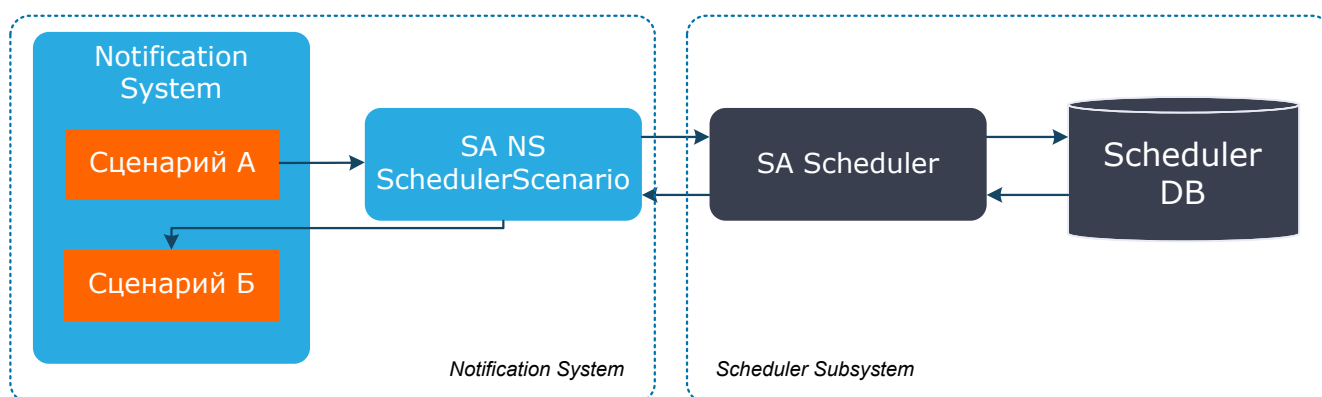 Notification
System
Сценарий А
Сценарий Б
SA NS
SchedulerScenario
Notification System
SA Scheduler
Scheduler
DB
Scheduler Subsystem